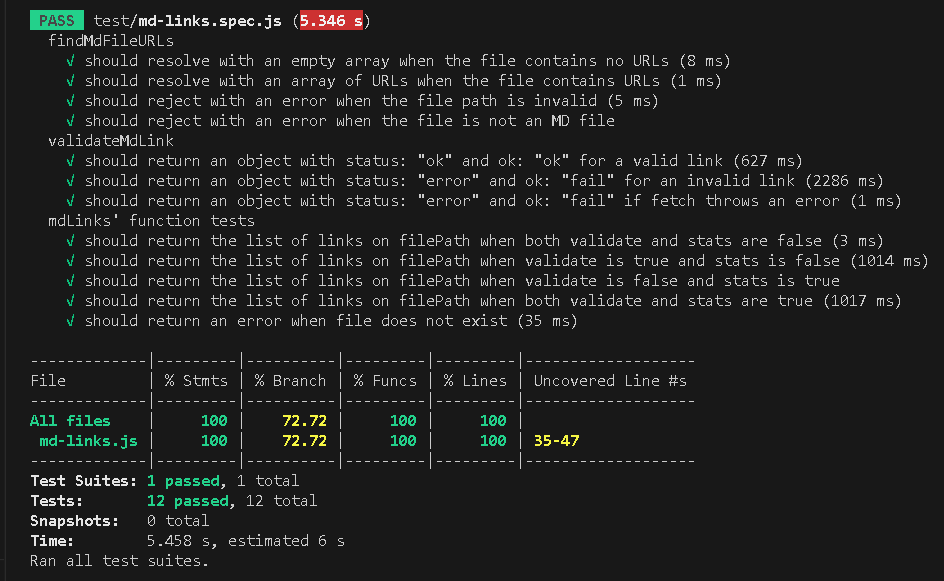 PASS test/md-links.spec.js (5.346 s)
findMdFileURLs
√ should resolve with an empty array when the file contains no URLs (8 ms)
√ should resolve with an array of URLs when the file contains URLs (1 ms)
√ should reject with an error when the file path is invalid (5 ms)
√ should reject with an error when the file is not an MD file
validateMdLink
√ should return an object with status: "ok" and ok: "ok" for a valid link (627 ms)
√ should return an object with status: "error" and ok: "fail" for an invalid link (2286 ms)
√ should return an object with status: "error" and ok: "fail" if fetch throws an error (1 ms)
mdLinks' function tests
√ should return the list of links on filePath when both validate and stats are false (3 ms)
√ should return the list of links on filePath when validate is true and stats is false (1014 ms)
√ should return the list of links on filePath when validate is false and stats is true
√ should return the list of links on filePath when both validate and stats are true (1017 ms)
√ should return an error when file does not exist (35 ms)
-------------|---------|----------|---------|---------|-------------------
File | % Stmts | % Branch | % Funcs | % Lines | Uncovered Line #s
-------------|---------|----------|---------|---------|-------------------
All files | 100 | 72.72 | 100 | 100 |
md-links.js | 100 | 72.72 | 100 | 100 | 35-47
-------------|---------|----------|---------|---------|-------------------
Test Suites: 1 passed, 1 total
Tests: 12 passed, 12 total
Snapshots: 0 total
Time: 5.458 s, estimated 6 s
Ran all test suites.